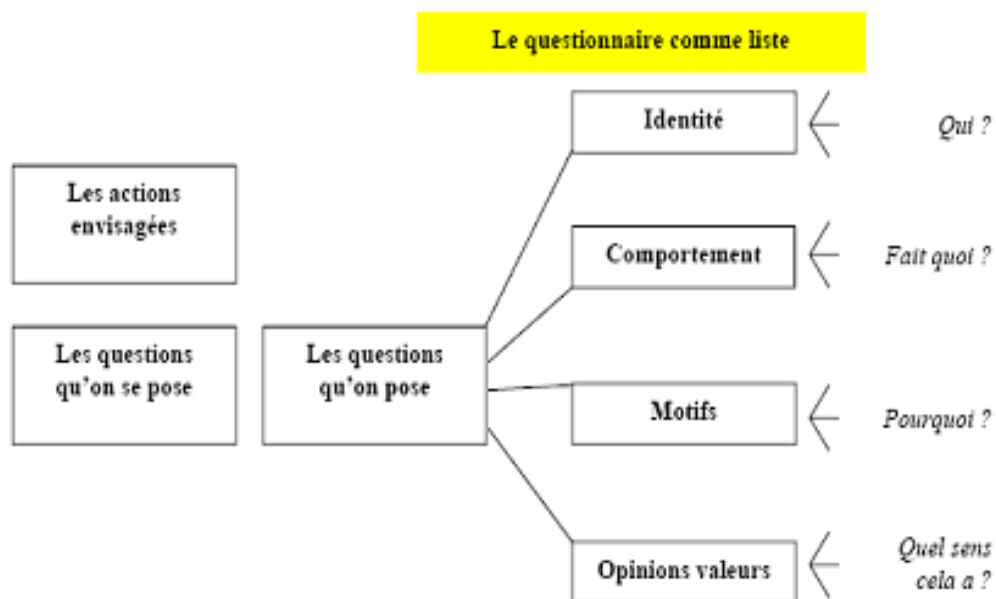 Le questionnaire comme liste
Identité
Qui ?
Les actions
envisagées
Comportement
Fait quoi ?
Les questions
qu'on se pose
Les questions
qu'on pose
Motifs
Pourquoi ?
Opinions valeurs
Quel sens
cela a ?